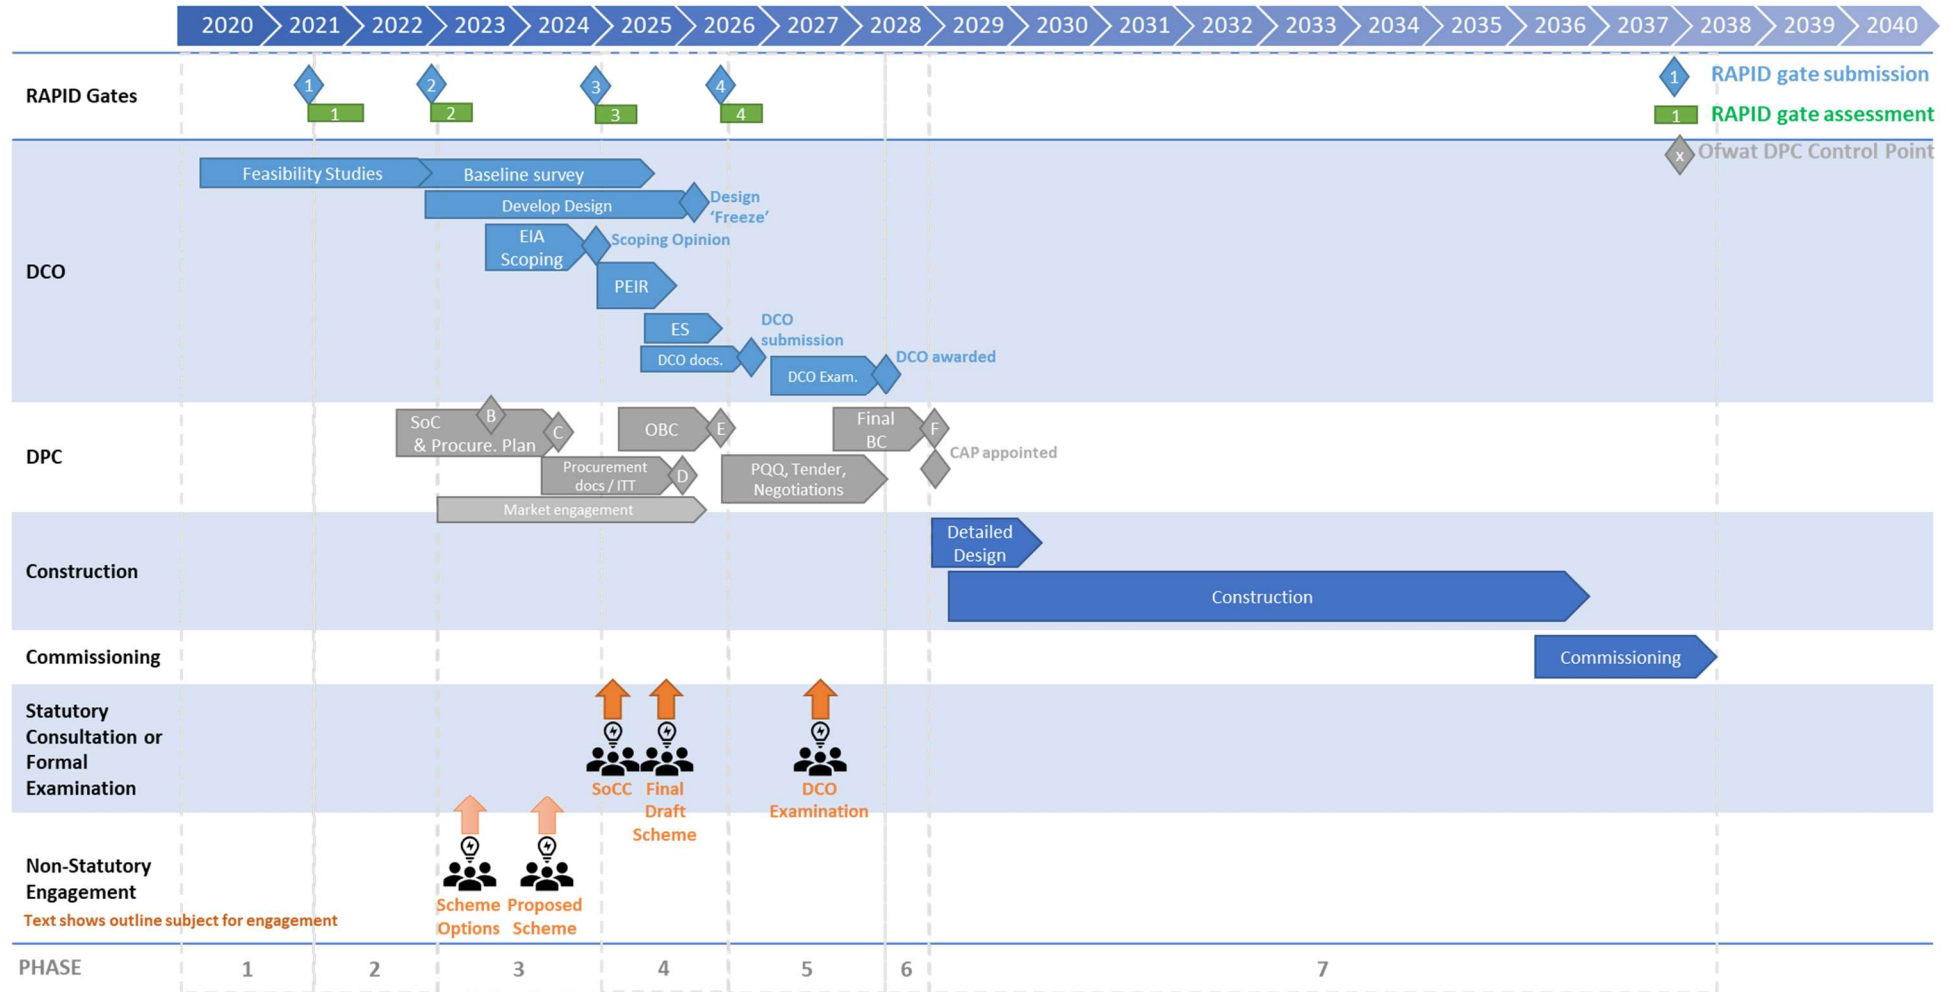 2020 2021 2022 2023 2024 2025 2026 2027 2028 2029 2030 2031 2032 2033 2034 2035 2036 2037 2038 2039 2040
RAPID Gates
1 2 3 4
1 2 3 4
1 RAPID gate submission
1 RAPID gate assessment
x Ofwat DPC Control Point
DCO
Feasibility Studies
Baseline survey
Develop Design
Design
'Freeze'
EIA
Scoping
Scoping Opinion
PEIR
ES
DCO
submission
DCO docs.
DCO Exam.
DCO awarded
DPC
SoC
& Procure. Plan
B
C
OBC
E
Final
BC
F
CAP appointed
Procurement
docs / ITT
D
PQQ, Tender,
Negotiations
Market engagement
Construction
Detailed
Design
Construction
Commissioning
Commissioning
Statutory
Consultation or
Formal
Examination
SoCC
Final
Draft
Scheme
DCO
Examination
Non-Statutory
Engagement
Text shows outline subject for engagement
Scheme
Options
Proposed
Scheme
PHASE 1 2 3 4 5 6 7